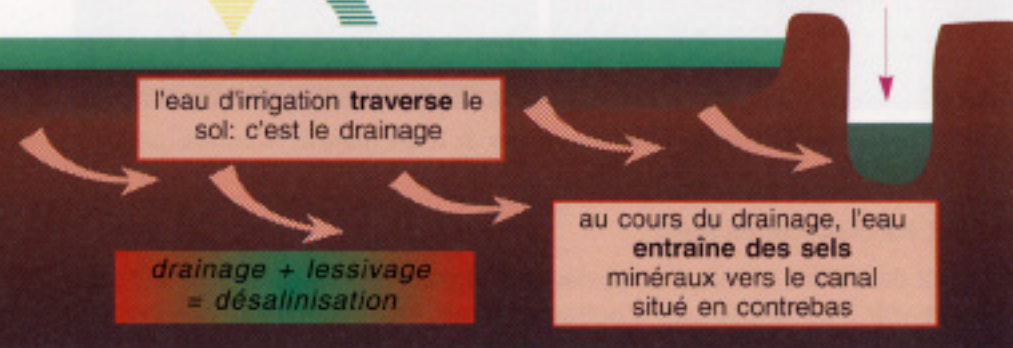 l'eau d'irrigation traverse le
sol: c'est le drainage
au cours du drainage, l'eau
entraîne des sels
minéraux vers le canal
situé en contrebas
drainage + lessivage
= désalinisation